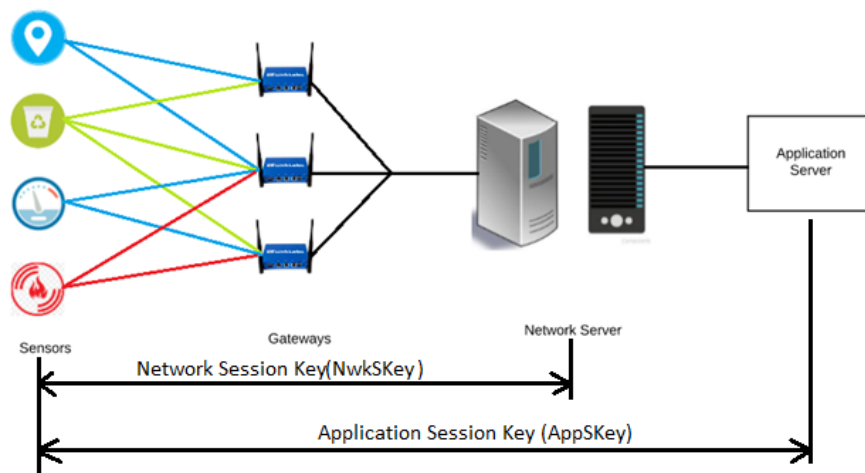 Application
Server
Network Server
Gateways
Sensors
Network Session Key(NwkSKey)
Application Session Key (AppSKey)